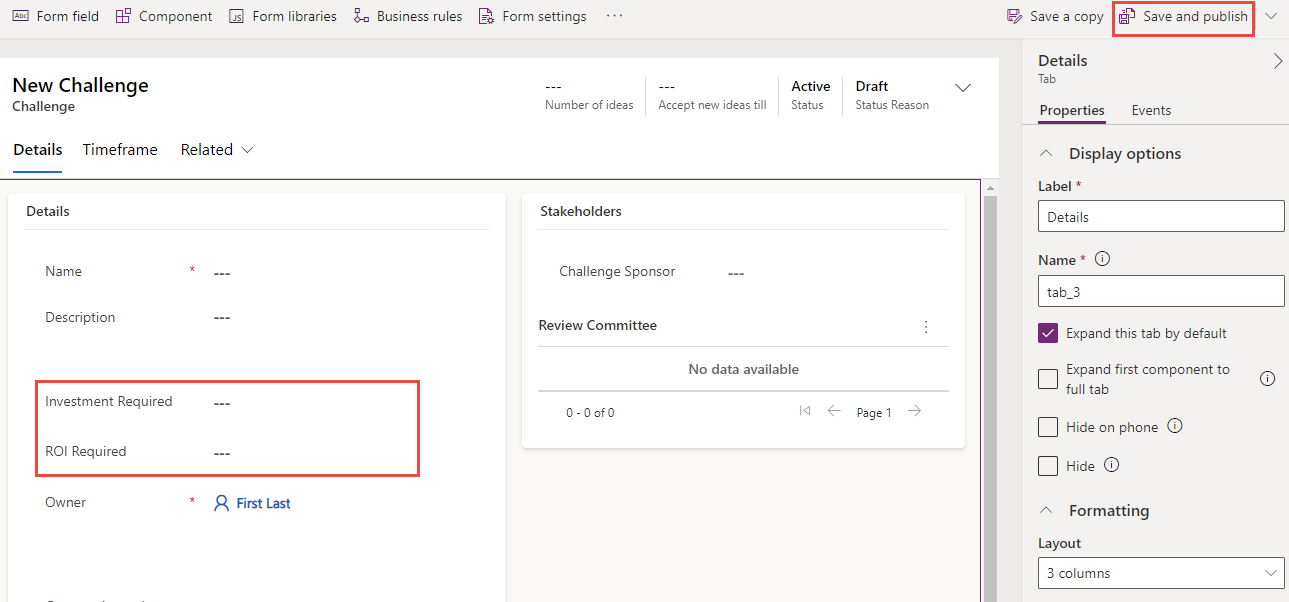 Abc Form field Component JS Form libraries Business rules Form settings ··· Save a copy Save and publish
New Challenge
Challenge
--- --- Active Draft
Number of ideas Accept new ideas till Status Status Reason
Details Timeframe Related
Details
Name * ---
Description ---
Investment Required ---
ROI Required ---
Owner * First Last
Stakeholders
Challenge Sponsor ---
Review Committee
No data available
0 - 0 of 0 Page 1
Details
Tab
Properties Events
Display options
Label *
Details
Name *
tab_3
Expand this tab by default
Expand first component to
full tab
Hide on phone
Hide
Formatting
Layout
3 columns